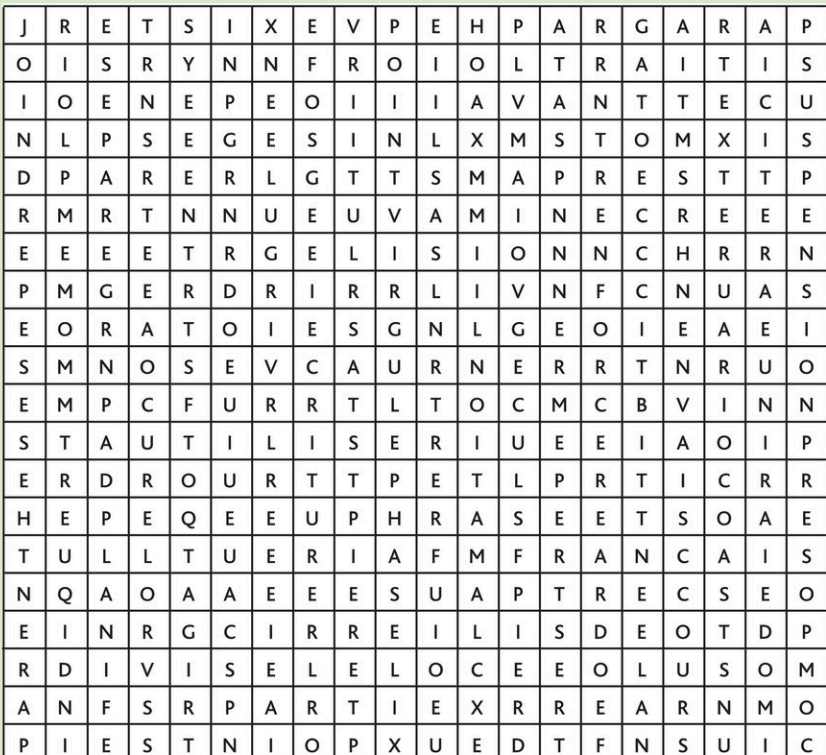 J R E T S I X E V P E H P A R G A R A P
O I S R Y N N F R O I O L T R A I T I S
I O E N E P E O I I I A V A N T T E C U
N L P S E G E S I N L X M S T O M X I S
D P A R E R L G T T S M A P R E S T T P
R M R T N N U E U V A M I N E C R E E E
E E E E T R G E L I S I O N N C H R R N
P M G E R D R I R R L I V N F C N U A S
E O R A T O I E S G N L G E O I E A E I
S M N O S E V C A U R N E R R T N R U O
E M P C F U R R T L T O C M C B V I N N
S T A U T I L I S E R I U E E I A O I P
E R D R O U R T T P E T L P R T I C R R
H E P E Q E E U P H R A S E E T S O A E
T U L L T U E R I A F M F R A N C A I S
N Q A O A A E E E S U A P T R E C S E O
E I N R G C I R R E I L I S D E O T D P
R D I V I S E L E L O C E E O L U S O M
A N F S R P A R T I E X R R E A R N M O
P I E S T N I O P X U E D T F N S U I C